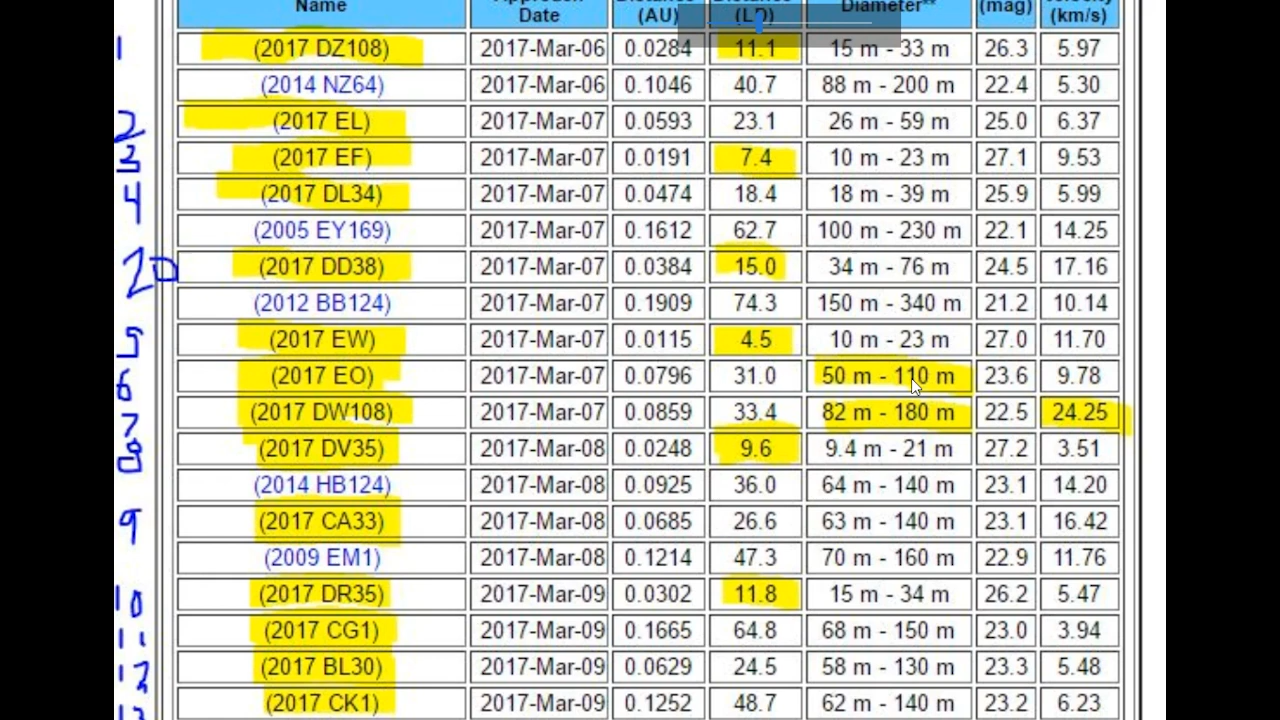 Name Approach Date Distance (AU) Distance (LD) Diameter** (mag) Velocity (km/s)
1 (2017 DZ108) 2017-Mar-06 0.0284 11.1 15 m - 33 m 26.3 5.97
(2014 NZ64) 2017-Mar-06 0.1046 40.7 88 m - 200 m 22.4 5.30
2 (2017 EL) 2017-Mar-07 0.0593 23.1 26 m - 59 m 25.0 6.37
3 (2017 EF) 2017-Mar-07 0.0191 7.4 10 m - 23 m 27.1 9.53
4 (2017 DL34) 2017-Mar-07 0.0474 18.4 18 m - 39 m 25.9 5.99
(2005 EY169) 2017-Mar-07 0.1612 62.7 100 m - 230 m 22.1 14.25
20 (2017 DD38) 2017-Mar-07 0.0384 15.0 34 m - 76 m 24.5 17.16
(2012 BB124) 2017-Mar-07 0.1909 74.3 150 m - 340 m 21.2 10.14
5 (2017 EW) 2017-Mar-07 0.0115 4.5 10 m - 23 m 27.0 11.70
6 (2017 EO) 2017-Mar-07 0.0796 31.0 50 m - 110 m 23.6 9.78
7 (2017 DW108) 2017-Mar-07 0.0859 33.4 82 m - 180 m 22.5 24.25
8 (2017 DV35) 2017-Mar-08 0.0248 9.6 9.4 m - 21 m 27.2 3.51
(2014 HB124) 2017-Mar-08 0.0925 36.0 64 m - 140 m 23.1 14.20
9 (2017 CA33) 2017-Mar-08 0.0685 26.6 63 m - 140 m 23.1 16.42
(2009 EM1) 2017-Mar-08 0.1214 47.3 70 m - 160 m 22.9 11.76
10 (2017 DR35) 2017-Mar-09 0.0302 11.8 15 m - 34 m 26.2 5.47
11 (2017 CG1) 2017-Mar-09 0.1665 64.8 68 m - 150 m 23.0 3.94
12 (2017 BL30) 2017-Mar-09 0.0629 24.5 58 m - 130 m 23.3 5.48
13 (2017 CK1) 2017-Mar-09 0.1252 48.7 62 m - 140 m 23.2 6.23